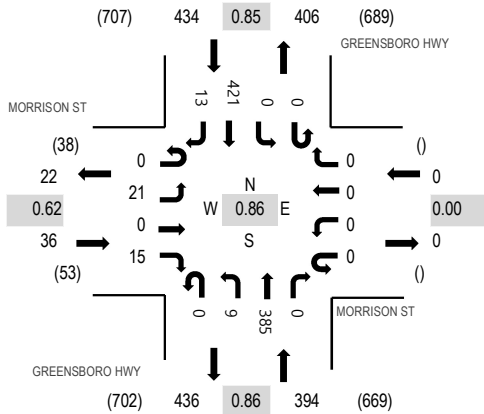 (707) 434 0.85 406 (689)
GREENSBORO HWY
13 421 0 0
MORRISON ST
(38)
22
0.62
36
(53)
0
21
0
15
N
W 0.86 E
S
0
0
0
0
()
0
0.00
0
()
0 9 385 0
MORRISON ST
GREENSBORO HWY
(702) 436 0.86 394 (669)